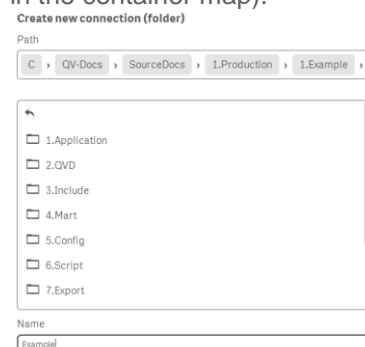 in the container map).
Create new connection (folder)
Path
C › QV-Docs › SourceDocs › 1.Production › 1.Example ›
1.Application
2.QVD
3.Include
4.Mart
5.Config
6.Script
7.Export
Name
Example